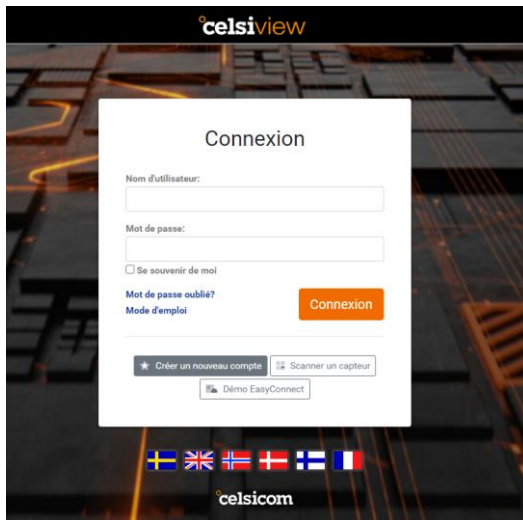 °celsiview
Connexion
Nom d'utilisateur:
Mot de passe:
Se souvenir de moi
Mot de passe oublié?
Mode d'emploi
Connexion
Créer un nouveau compte
Scanner un capteur
Démo EasyConnect
°celsicom